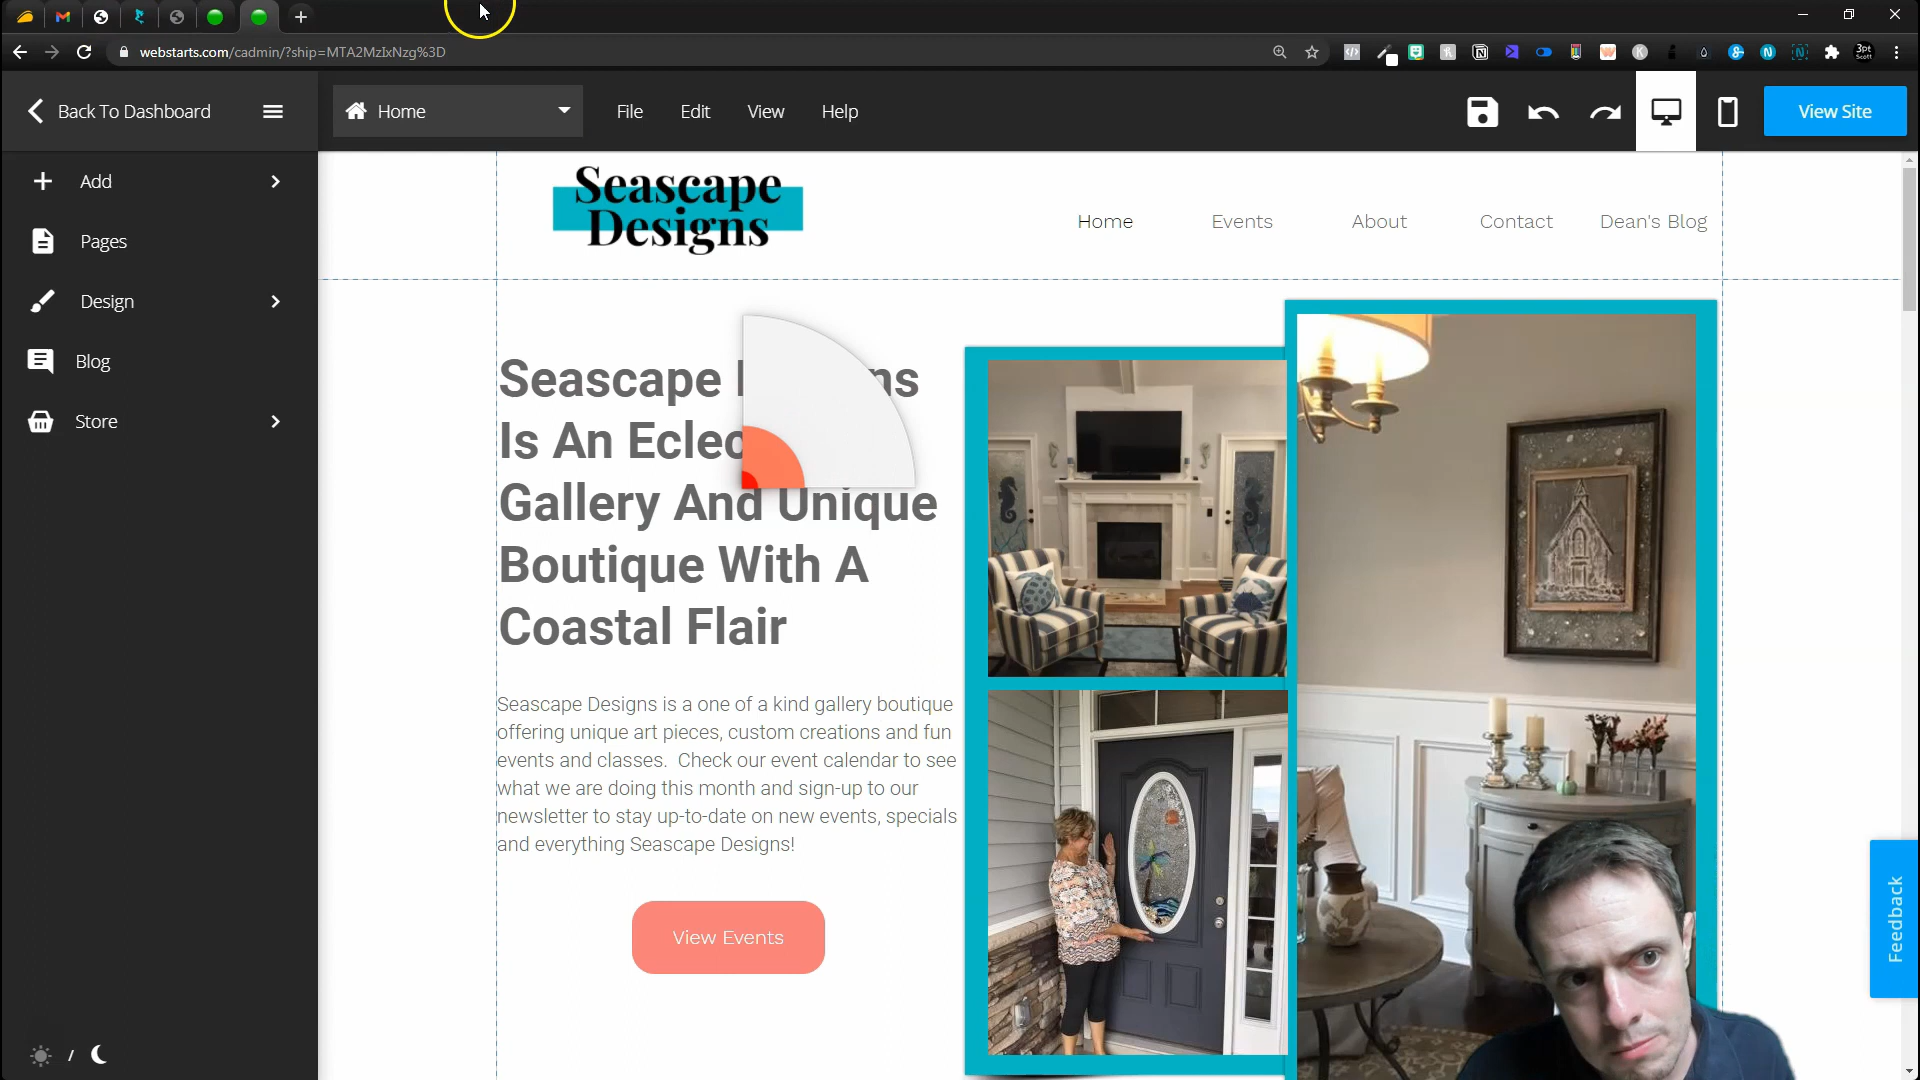 webstarts.com/cadmin/?ship=MTA2MzIxNzg%3D
3pt
Scott
Back To Dashboard
Home
File
Edit
View
Help
View Site
Add
Pages
Design
Blog
Store
/
Seascape
Designs
Home
Events
About
Contact
Dean's Blog
Seascape
ns
Is An Eclec
Gallery And Unique
Boutique With A
Coastal Flair
Seascape Designs is a one of a kind gallery boutique
offering unique art pieces, custom creations and fun
events and classes.  Check our event calendar to see
what we are doing this month and sign-up to our
newsletter to stay up-to-date on new events, specials
and everything Seascape Designs!
View Events
Feedback